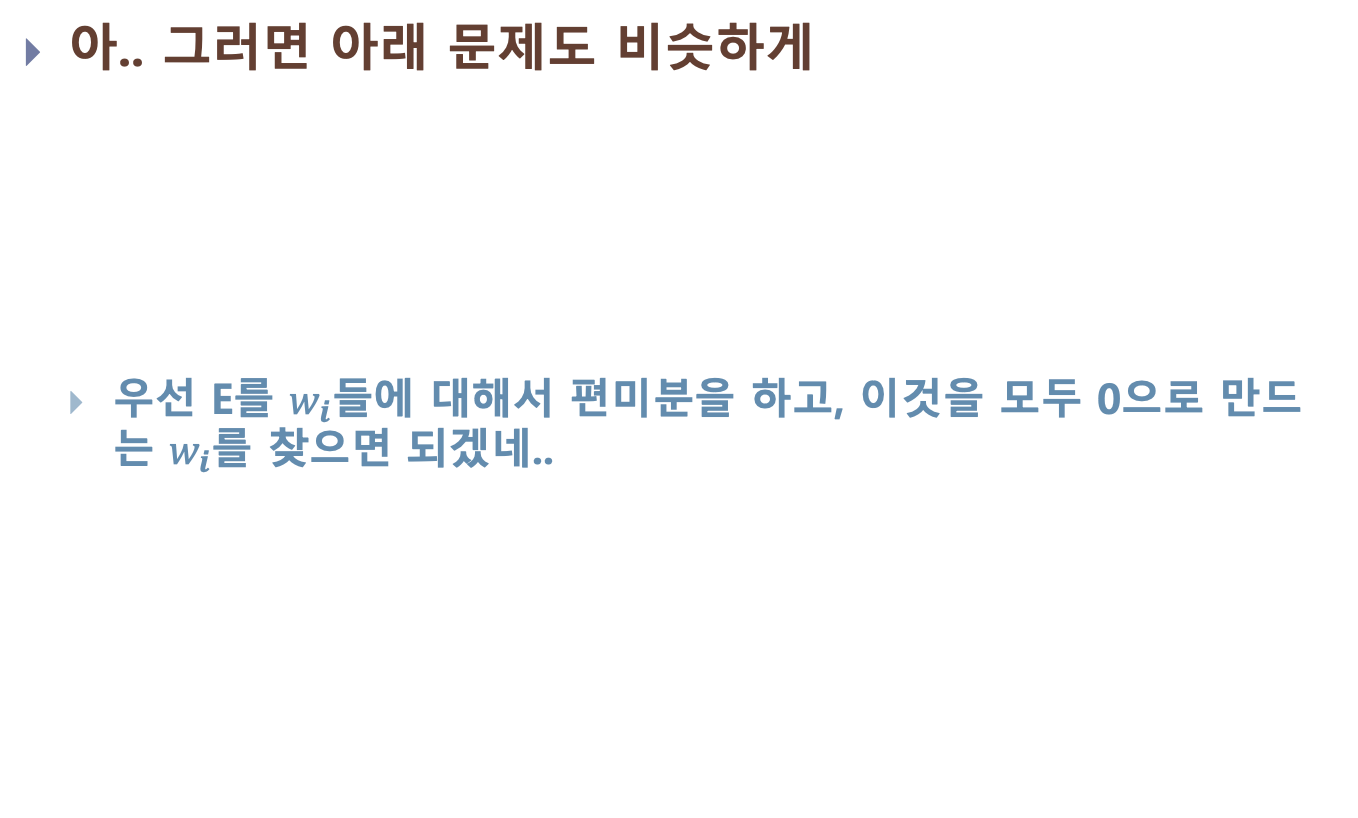 아.. 그러면 아래 문제도 비슷하게
우선 E를 𝑤𝒊들에 대해서 편미분을 하고, 이것을 모두 0으로 만드
는 𝑤𝒊를 찾으면 되겠네..